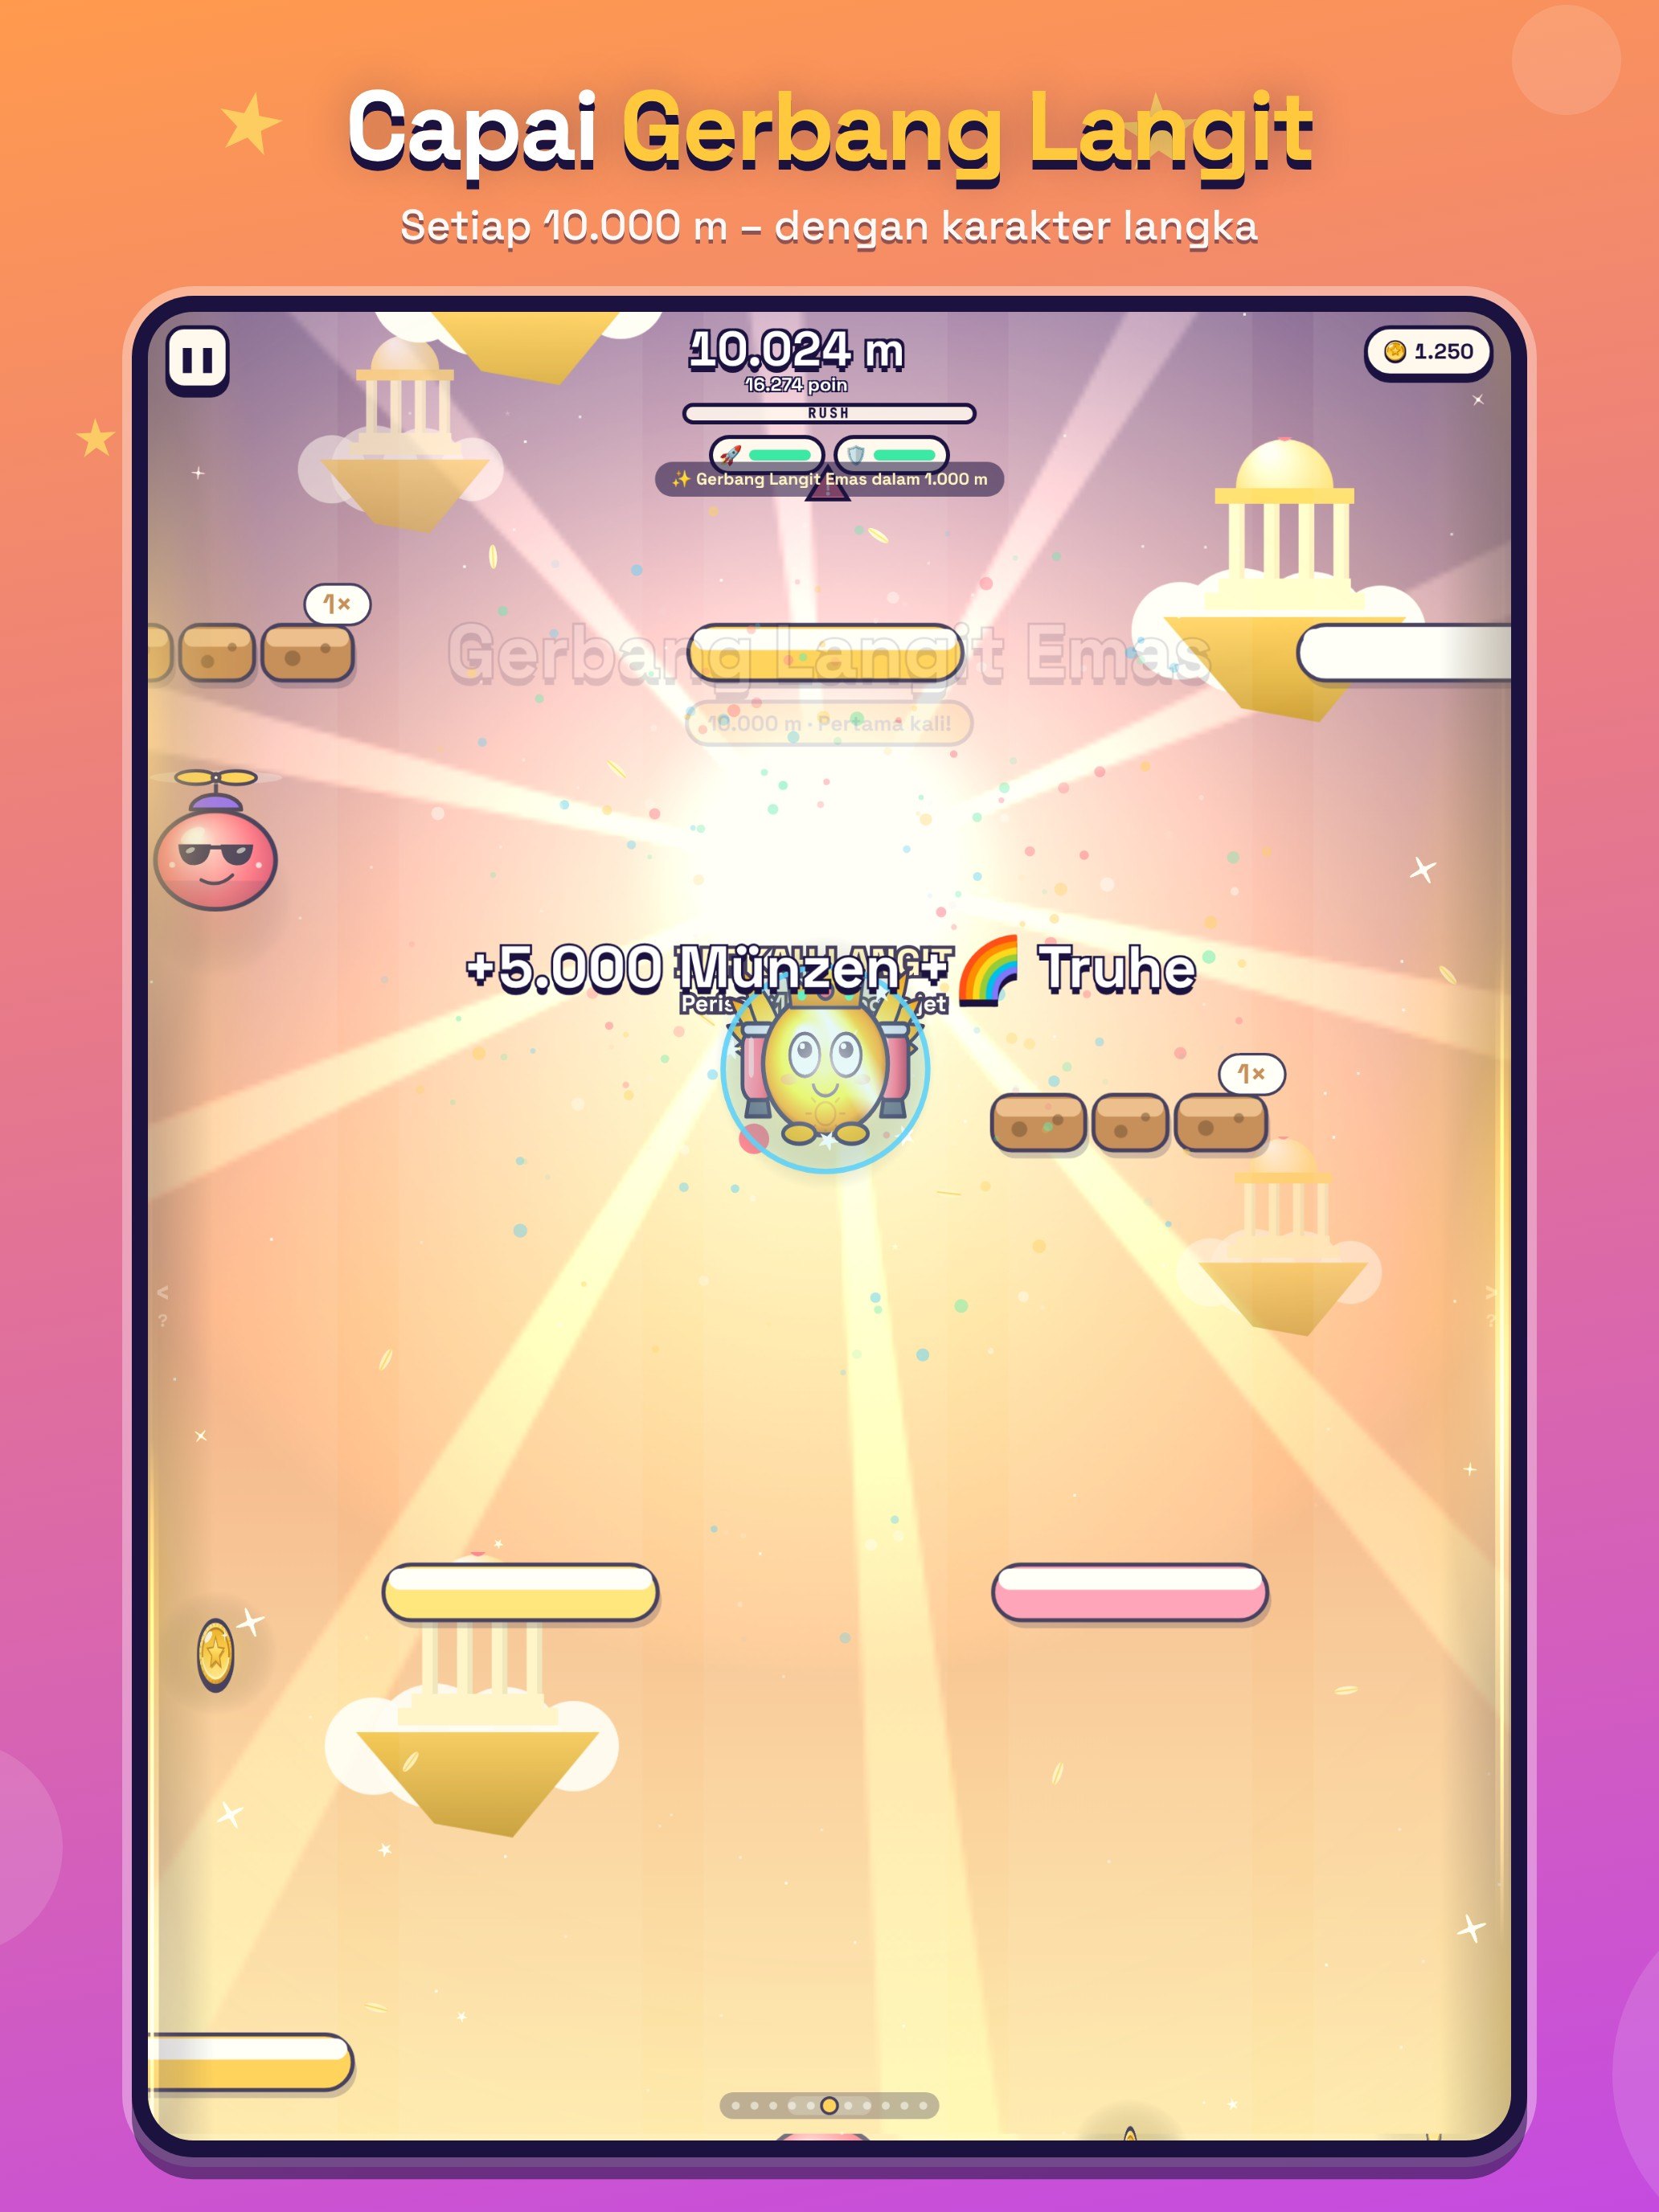 Capai Gerbang Langit
Setiap 10.000 m – dengan karakter langka
10.024 m
1.250
16.274 poin
RUSH
✨ Gerbang Langit Emas dalam 1.000 m
1×
Gerbang Langit Emas
10.000 m · Pertama kali!
+5.000 Münzen + 🌈 Truhe
1×
< >
? ?